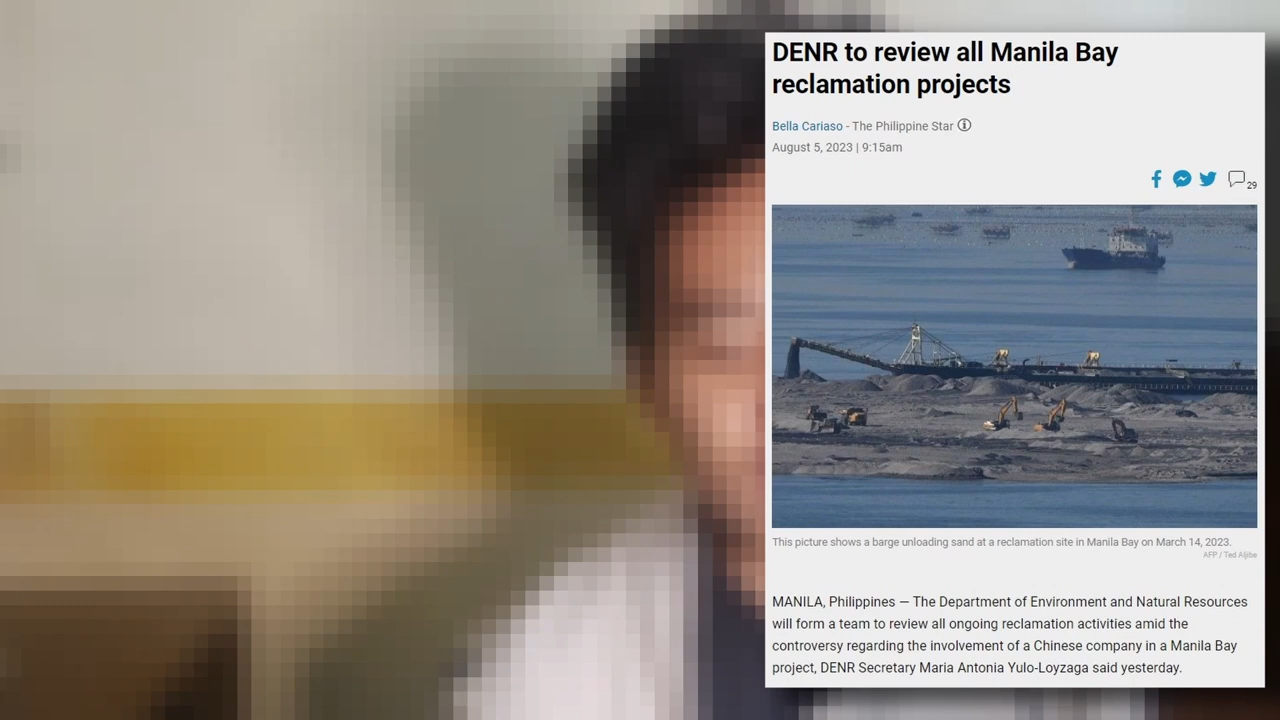 DENR to review all Manila Bay
reclamation projects
Bella Cariaso - The Philippine Star
August 5, 2023 | 9:15am
29
This picture shows a barge unloading sand at a reclamation site in Manila Bay on March 14, 2023.
AFP / Ted Aljibe
MANILA, Philippines — The Department of Environment and Natural Resources
will form a team to review all ongoing reclamation activities amid the
controversy regarding the involvement of a Chinese company in a Manila Bay
project, DENR Secretary Maria Antonia Yulo-Loyzaga said yesterday.